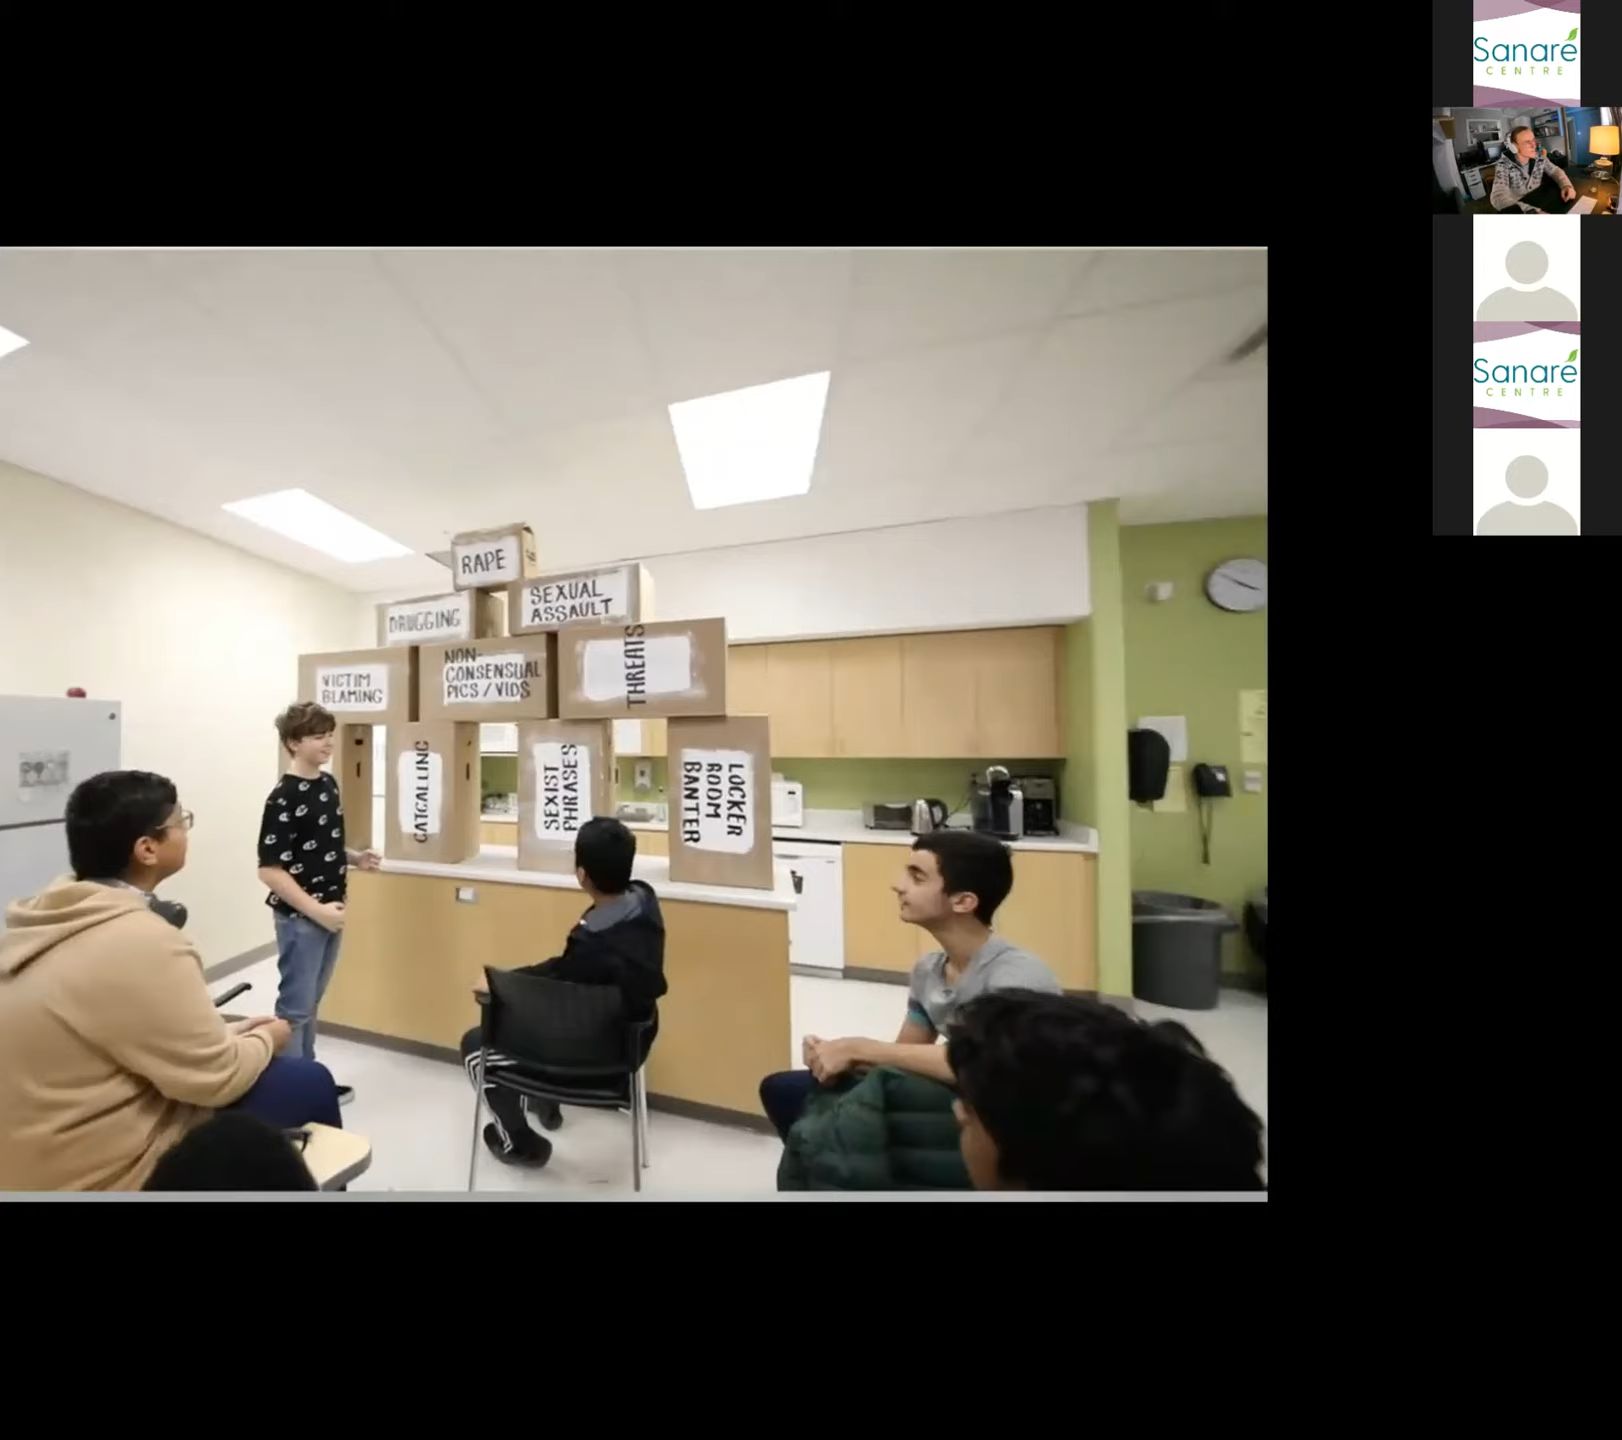 Sanaré
CENTRE
Sanaré
CENTRE
RAPE
DRUGGING
SEXUAL
ASSAULT
VICTIM
BLAMING
NON-
CONSENSUAL
PICS / VIDS
THREATS
CATCALLING
SEXIST
PHRASES
LOCKER
ROOM
BANTER